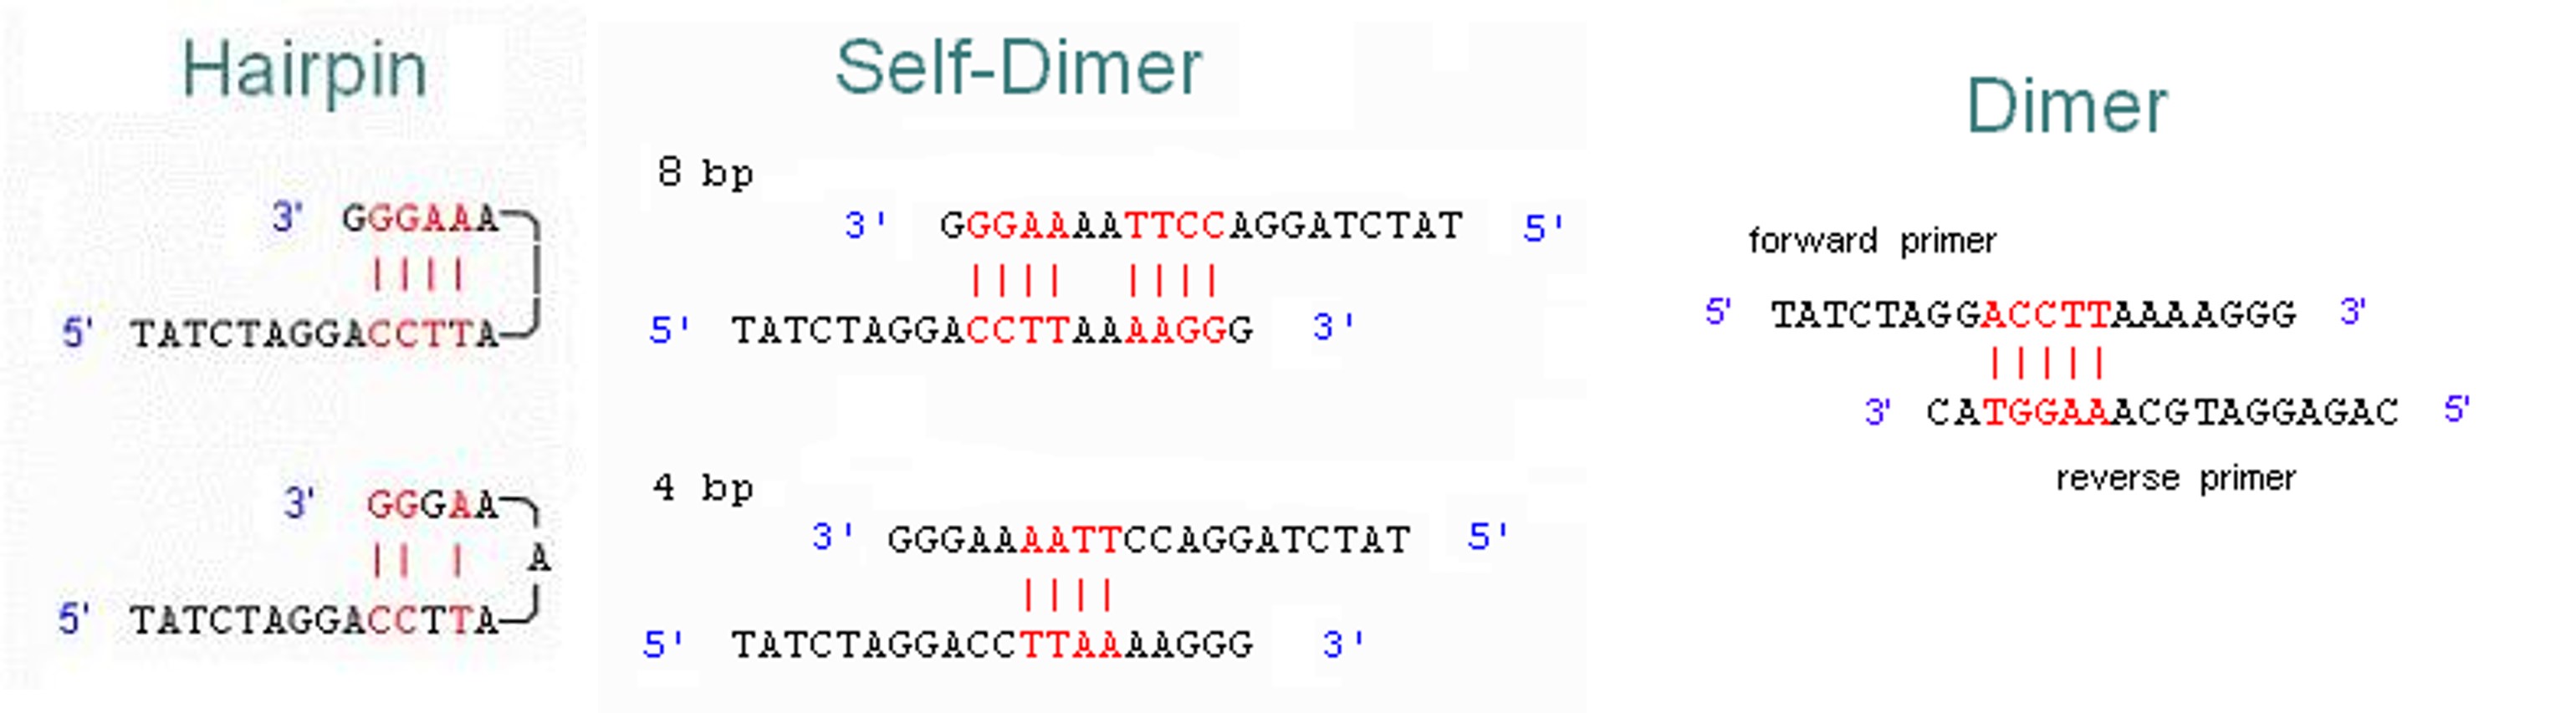 Hairpin
3' GGGAAA
5' TATCTAGGACCTTA
3' GGGAA
A
5' TATCTAGGACCTTA
Self-Dimer
8 bp
3' GGGAAAATTCCAGGATCTAT 5'
5' TATCTAGGACCTTAAAAGGG 3'
4 bp
3' GGGAAAATTCCAGGATCTAT 5'
5' TATCTAGGACCTTAAAAGGG 3'
Dimer
forward primer
5' TATCTAGGACCTTAAAAGGG 3'
3' CATGGAAACGTAGGAGAC 5'
reverse primer